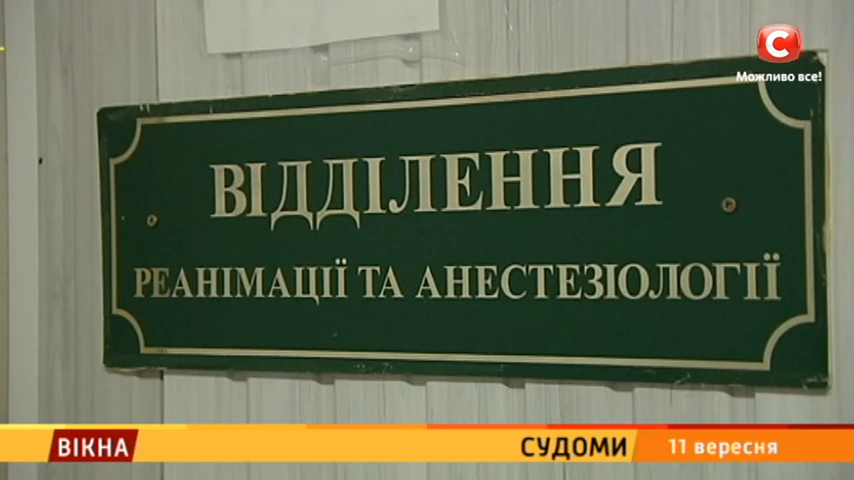 С
Можливо все!
ВІДДІЛЕННЯ
РЕАНІМАЦІЇ ТА АНЕСТЕЗІОЛОГІЇ
ВІКНА
СУДОМИ
11 вересня